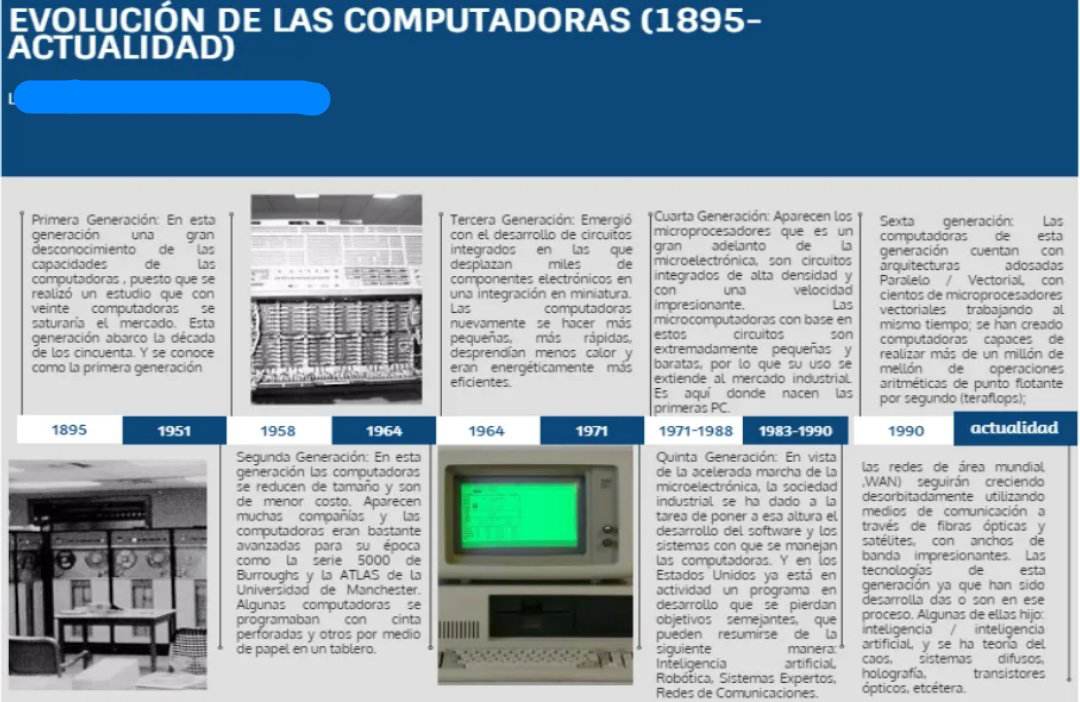 EVOLUCIÓN DE LAS COMPUTADORAS (1895-
ACTUALIDAD)
L
Primera Generación: En esta
generación una gran
desconocimiento de las
capacidades de las
computadoras , puesto que se
realizó un estudio que con
veinte computadoras se
saturaría el mercado. Esta
generación abarco la década
de los cincuenta. Y se conoce
como la primera generación
Tercera Generación: Emergió
con el desarrollo de circuitos
integrados en las que
desplazan miles de
componentes electrónicos en
una integración en miniatura.
Las computadoras
nuevamente se hacer más
pequeñas, más rápidas,
desprendían menos calor y
eran energéticamente más
eficientes.
Cuarta Generación: Aparecen los
microprocesadores que es un
gran adelanto de la
microelectrónica, son circuitos
integrados de alta densidad y
con una velocidad
impresionante. Las
microcomputadoras con base en
estos circuitos son
extremadamente pequeñas y
baratas, por lo que su uso se
extiende al mercado industrial.
Es aquí donde nacen las
primeras PC.
Sexta generación: Las
computadoras de esta
generación cuentan con
arquitecturas adosadas
Paralelo / Vectorial, con
cientos de microprocesadores
vectoriales trabajando al
mismo tiempo; se han creado
computadoras capaces de
realizar más de un millón de
mellón de operaciones
aritméticas de punto flotante
por segundo (teraflops);
1895 1951 1958 1964 1964 1971 1971-1988 1983-1990 1990 actualidad
Segunda Generación: En esta
generación las computadoras
se reducen de tamaño y son
de menor costo. Aparecen
muchas compañías y las
computadoras eran bastante
avanzadas para su época
como la serie 5000 de
Burroughs y la ATLAS de la
Universidad de Manchester.
Algunas computadoras se
programaban con cinta
perforadas y otros por medio
de papel en un tablero.
Quinta Generación: En vista
de la acelerada marcha de la
microelectrónica, la sociedad
industrial se ha dado a la
tarea de poner a esa altura el
desarrollo del software y los
sistemas con que se manejan
las computadoras. Y en los
Estados Unidos ya está en
actividad un programa en
desarrollo que se pierdan
objetivos semejantes, que
pueden resumirse de la
siguiente manera:
Inteligencia artificial,
Robótica, Sistemas Expertos,
Redes de Comunicaciones.
las redes de área mundial
,WAN) seguirán creciendo
desorbitadamente utilizando
medios de comunicación a
través de fibras ópticas y
satélites, con anchos de
banda impresionantes. Las
tecnologías de esta
generación ya que han sido
desarrolla das o son en ese
proceso. Algunas de ellas hijo:
inteligencia / inteligencia
artificial, y se ha teoría del
caos, sistemas difusos,
holografía, transistores
ópticos, etcétera.